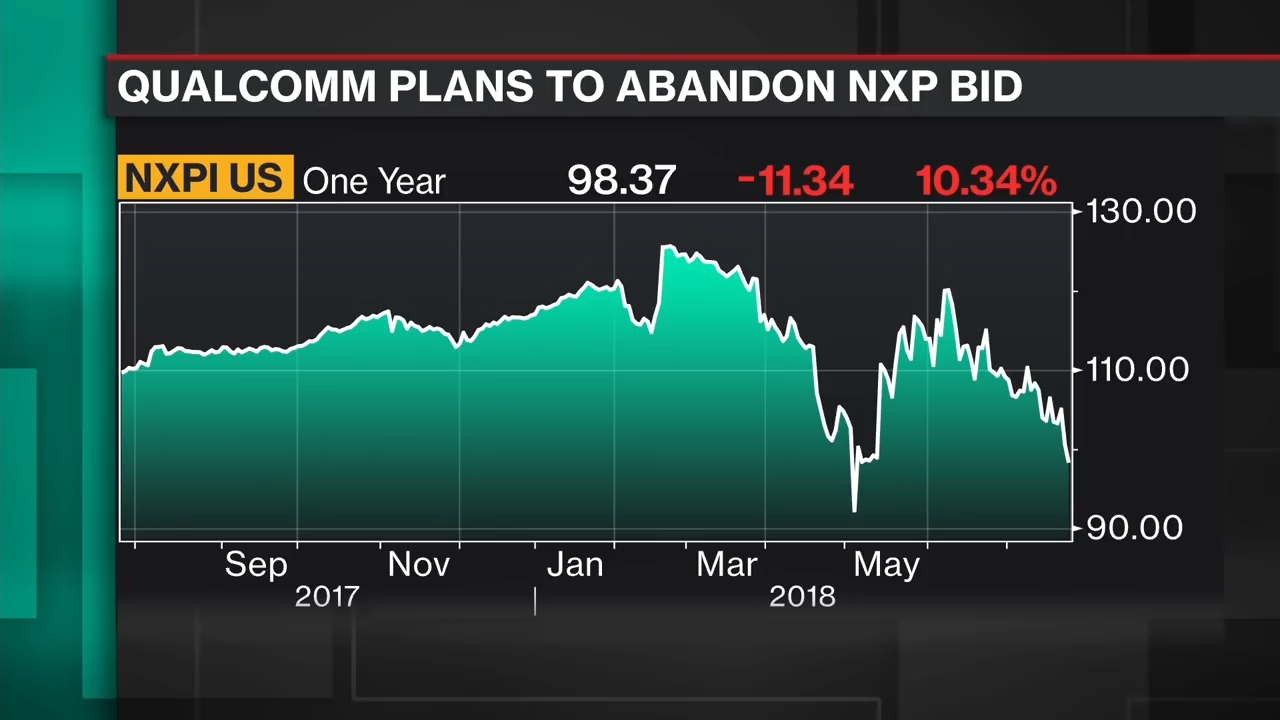 QUALCOMM PLANS TO ABANDON NXP BID
NXPI US One Year 98.37 -11.34 10.34%
130.00
110.00
90.00
Sep Nov Jan Mar May
2017 2018